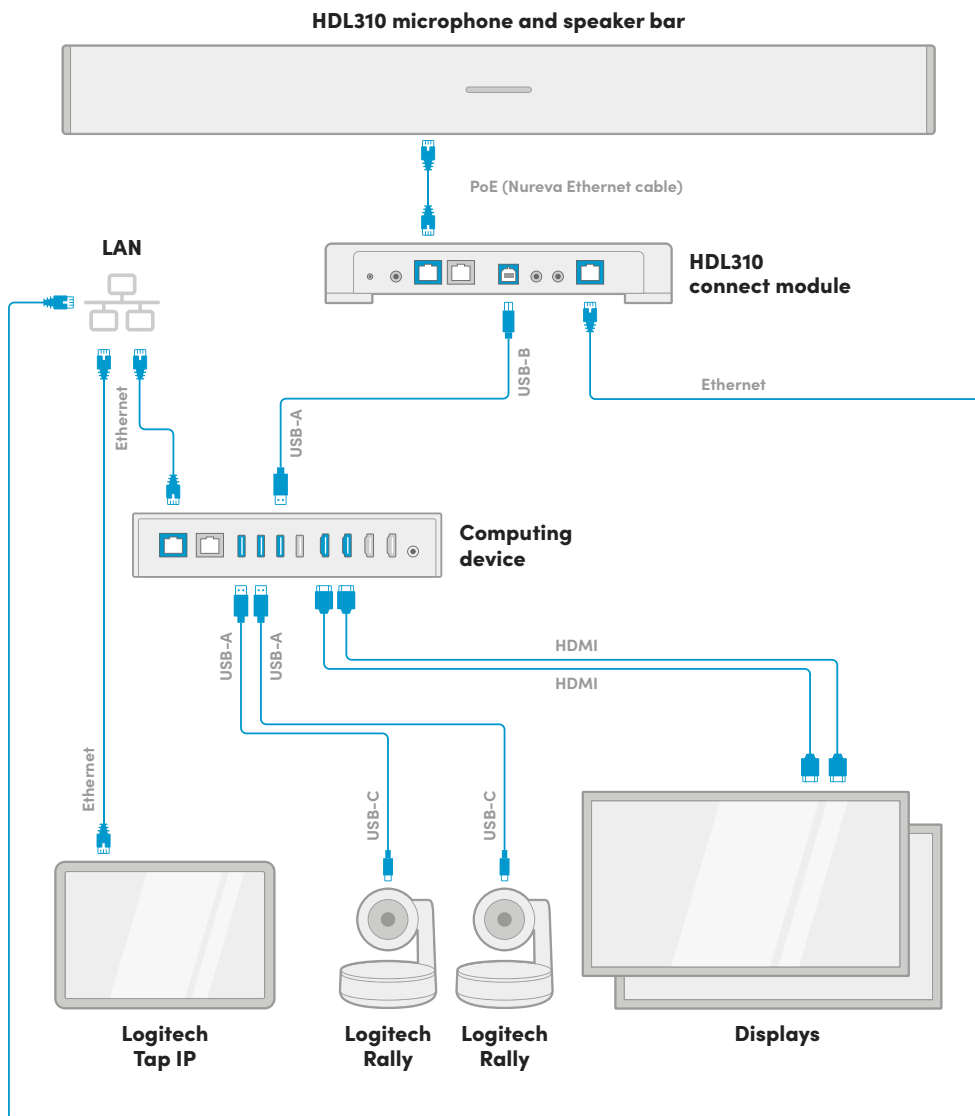 HDL310 microphone and speaker bar
PoE (Nureva Ethernet cable)
LAN
HDL310
connect module
Ethernet
USB-B
USB-A
Ethernet
Computing
device
USB-A
USB-A
HDMI
HDMI
Ethernet
USB-C
USB-C
Logitech
Tap IP
Logitech
Rally
Logitech
Rally
Displays